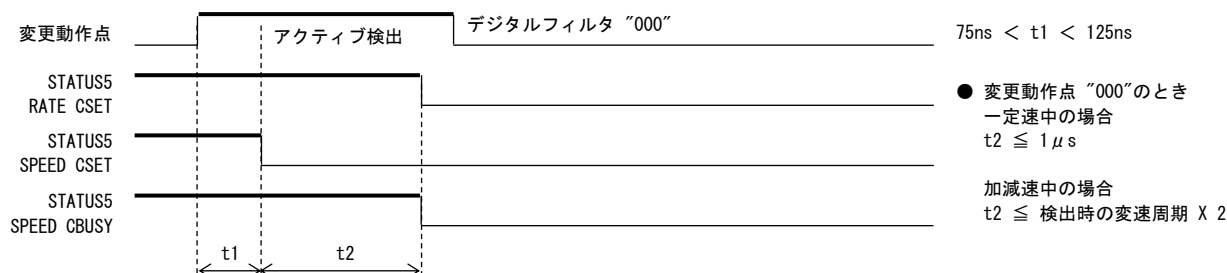 変更動作点
アクティブ検出
デジタルフィルタ "000"
75ns < t1 < 125ns
STATUS5
RATE CSET
STATUS5
SPEED CSET
STATUS5
SPEED CBUSY
t1
t2
● 変更動作点 "000"のとき
一定速中の場合
t2 ≦ 1μs
加減速中の場合
t2 ≦ 検出時の変速周期 X 2